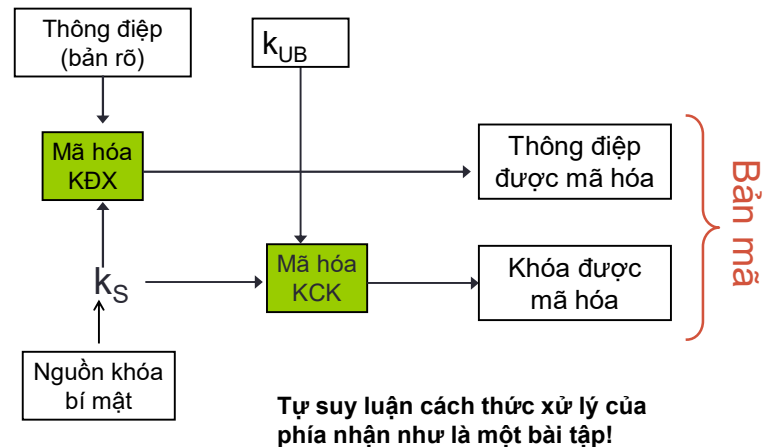 Thông điệp
(bản rõ)
kUB
Mã hóa
KĐX
Thông điệp
được mã hóa
Bản mã
kS
Mã hóa
KCK
Khóa được
mã hóa
Nguồn khóa
bí mật
Tự suy luận cách thức xử lý của
phía nhận như là một bài tập!